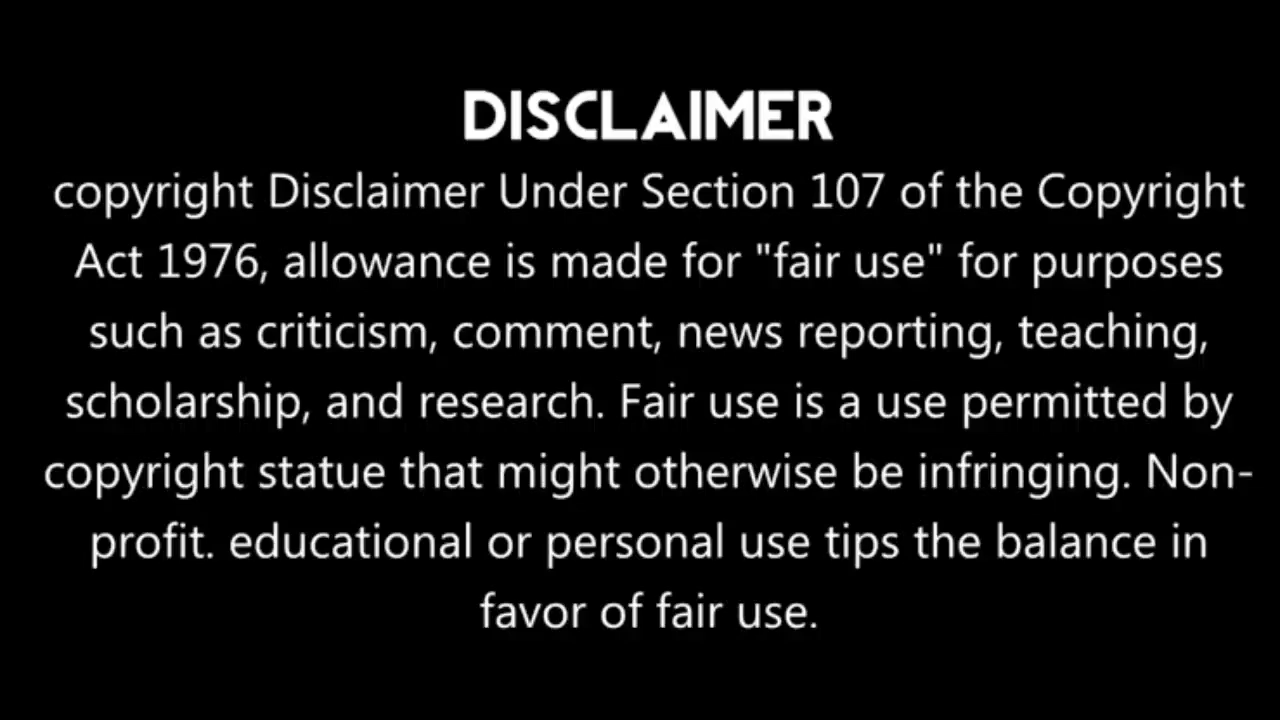 DISCLAIMER
copyright Disclaimer Under Section 107 of the Copyright
Act 1976, allowance is made for "fair use" for purposes
such as criticism, comment, news reporting, teaching,
scholarship, and research. Fair use is a use permitted by
copyright statue that might otherwise be infringing. Non-
profit. educational or personal use tips the balance in
favor of fair use.